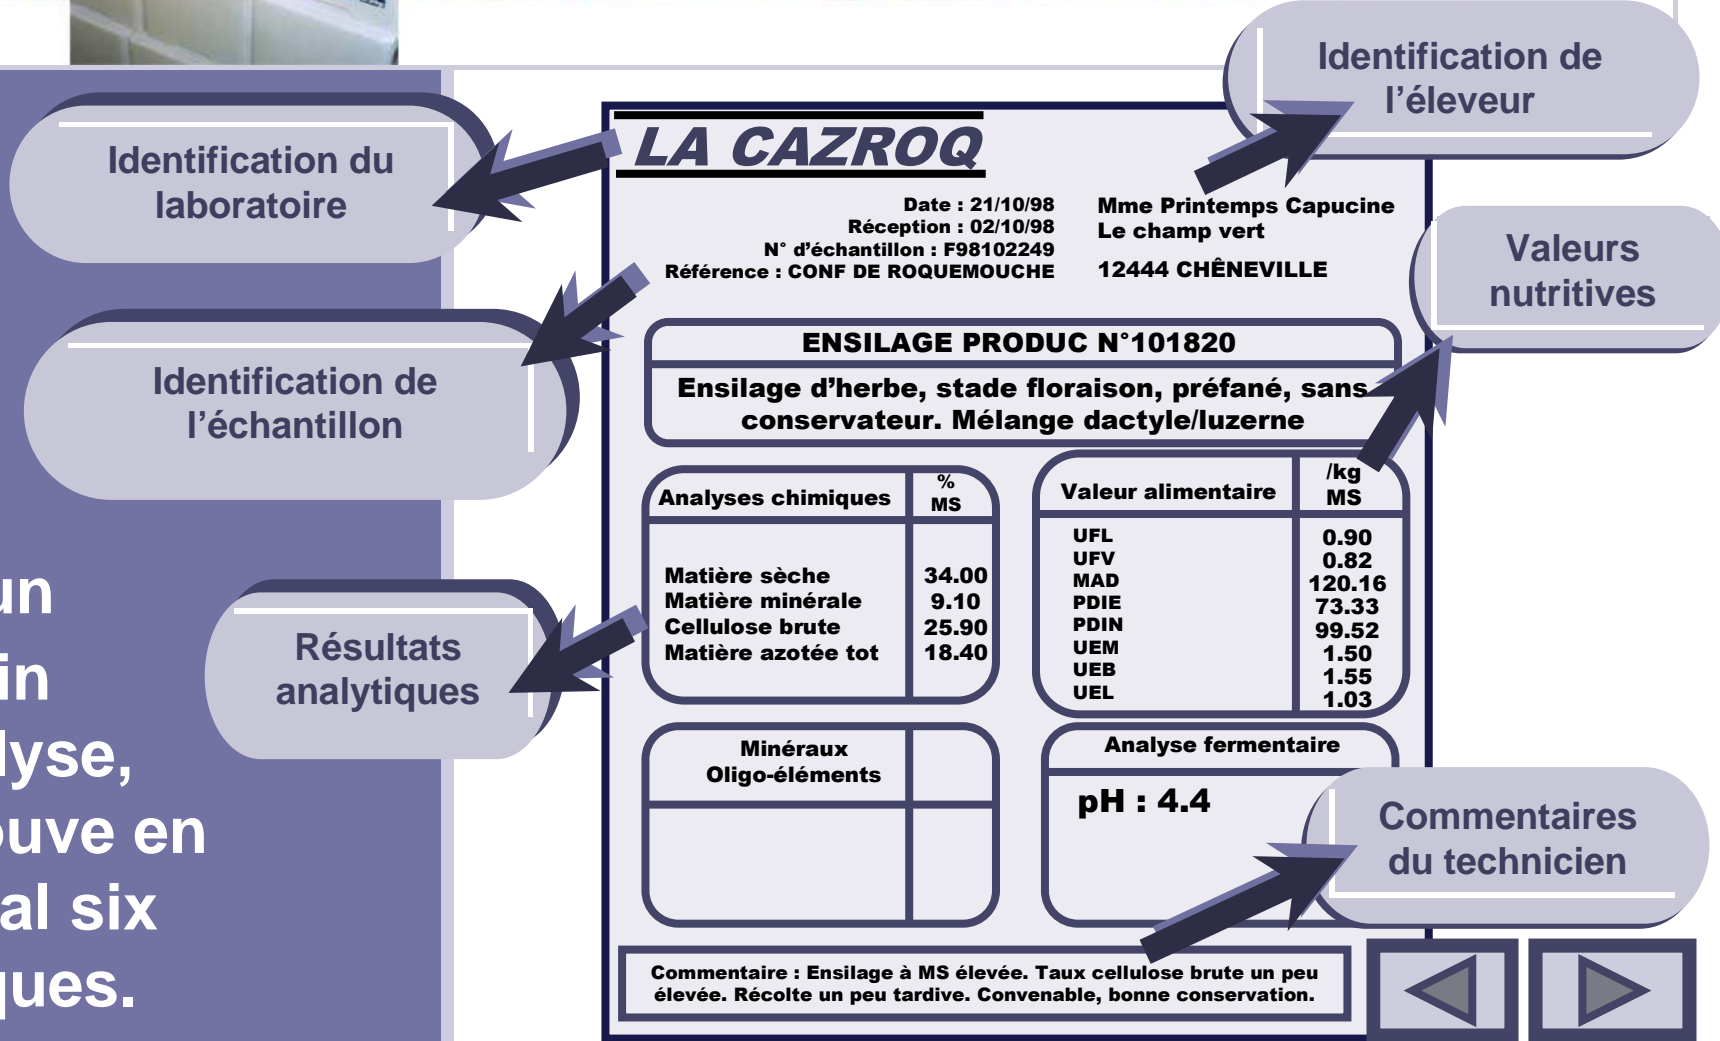 Identification de
l’éleveur
Identification du
laboratoire
LA CAZROQ
Date : 21/10/98
Réception : 02/10/98
N° d’échantillon : F98102249
Référence : CONF DE ROQUEMOUCHE
Mme Printemps Capucine
Le champ vert
12444 CHÊNEVILLE
Valeurs
nutritives
Identification de
l’échantillon
ENSILAGE PRODUC N°101820
Ensilage d’herbe, stade floraison, préfané, sans
conservateur. Mélange dactyle/luzerne
Analyses chimiques % MS
Matière sèche 34.00
Matière minérale 9.10
Cellulose brute 25.90
Matière azotée tot 18.40
Valeur alimentaire /kg MS
UFL 0.90
UFV 0.82
MAD 120.16
PDIE 73.33
PDIN 99.52
UEM 1.50
UEB 1.55
UEL 1.03
Résultats
analytiques
un
in
lyse,
ouve en
al six
ques.
Minéraux
Oligo-éléments
Analyse fermentaire
pH : 4.4
Commentaires
du technicien
Commentaire : Ensilage à MS élevée. Taux cellulose brute un peu
élevée. Récolte un peu tardive. Convenable, bonne conservation.